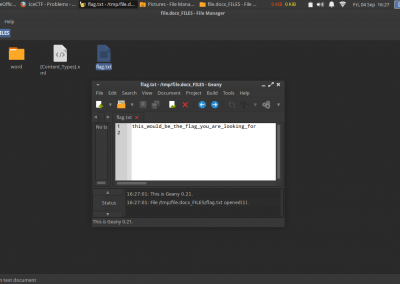 IceCTF - Problems - ...
flag.txt - /tmp/file.docx_FILES...
Pictures - File Mana...
file.docx_FILES - File ...
0 KiB 0 KiB
Fri, 04 Sep 16:27
file.docx_FILES - File Manager
Help
FILES
word
[Content_Types].xml
flag.txt
flag.txt - /tmp/file.docx_FILES - Geany
File Edit Search View Document Project Build Tools Help
flag.txt
1 this_would_be_the_flag_you_are_looking_for
2
Status
16:27:01: This is Geany 0.21.
16:27:01: File /tmp/file.docx_FILES/flag.txt opened(1).
This is Geany 0.21.
text document